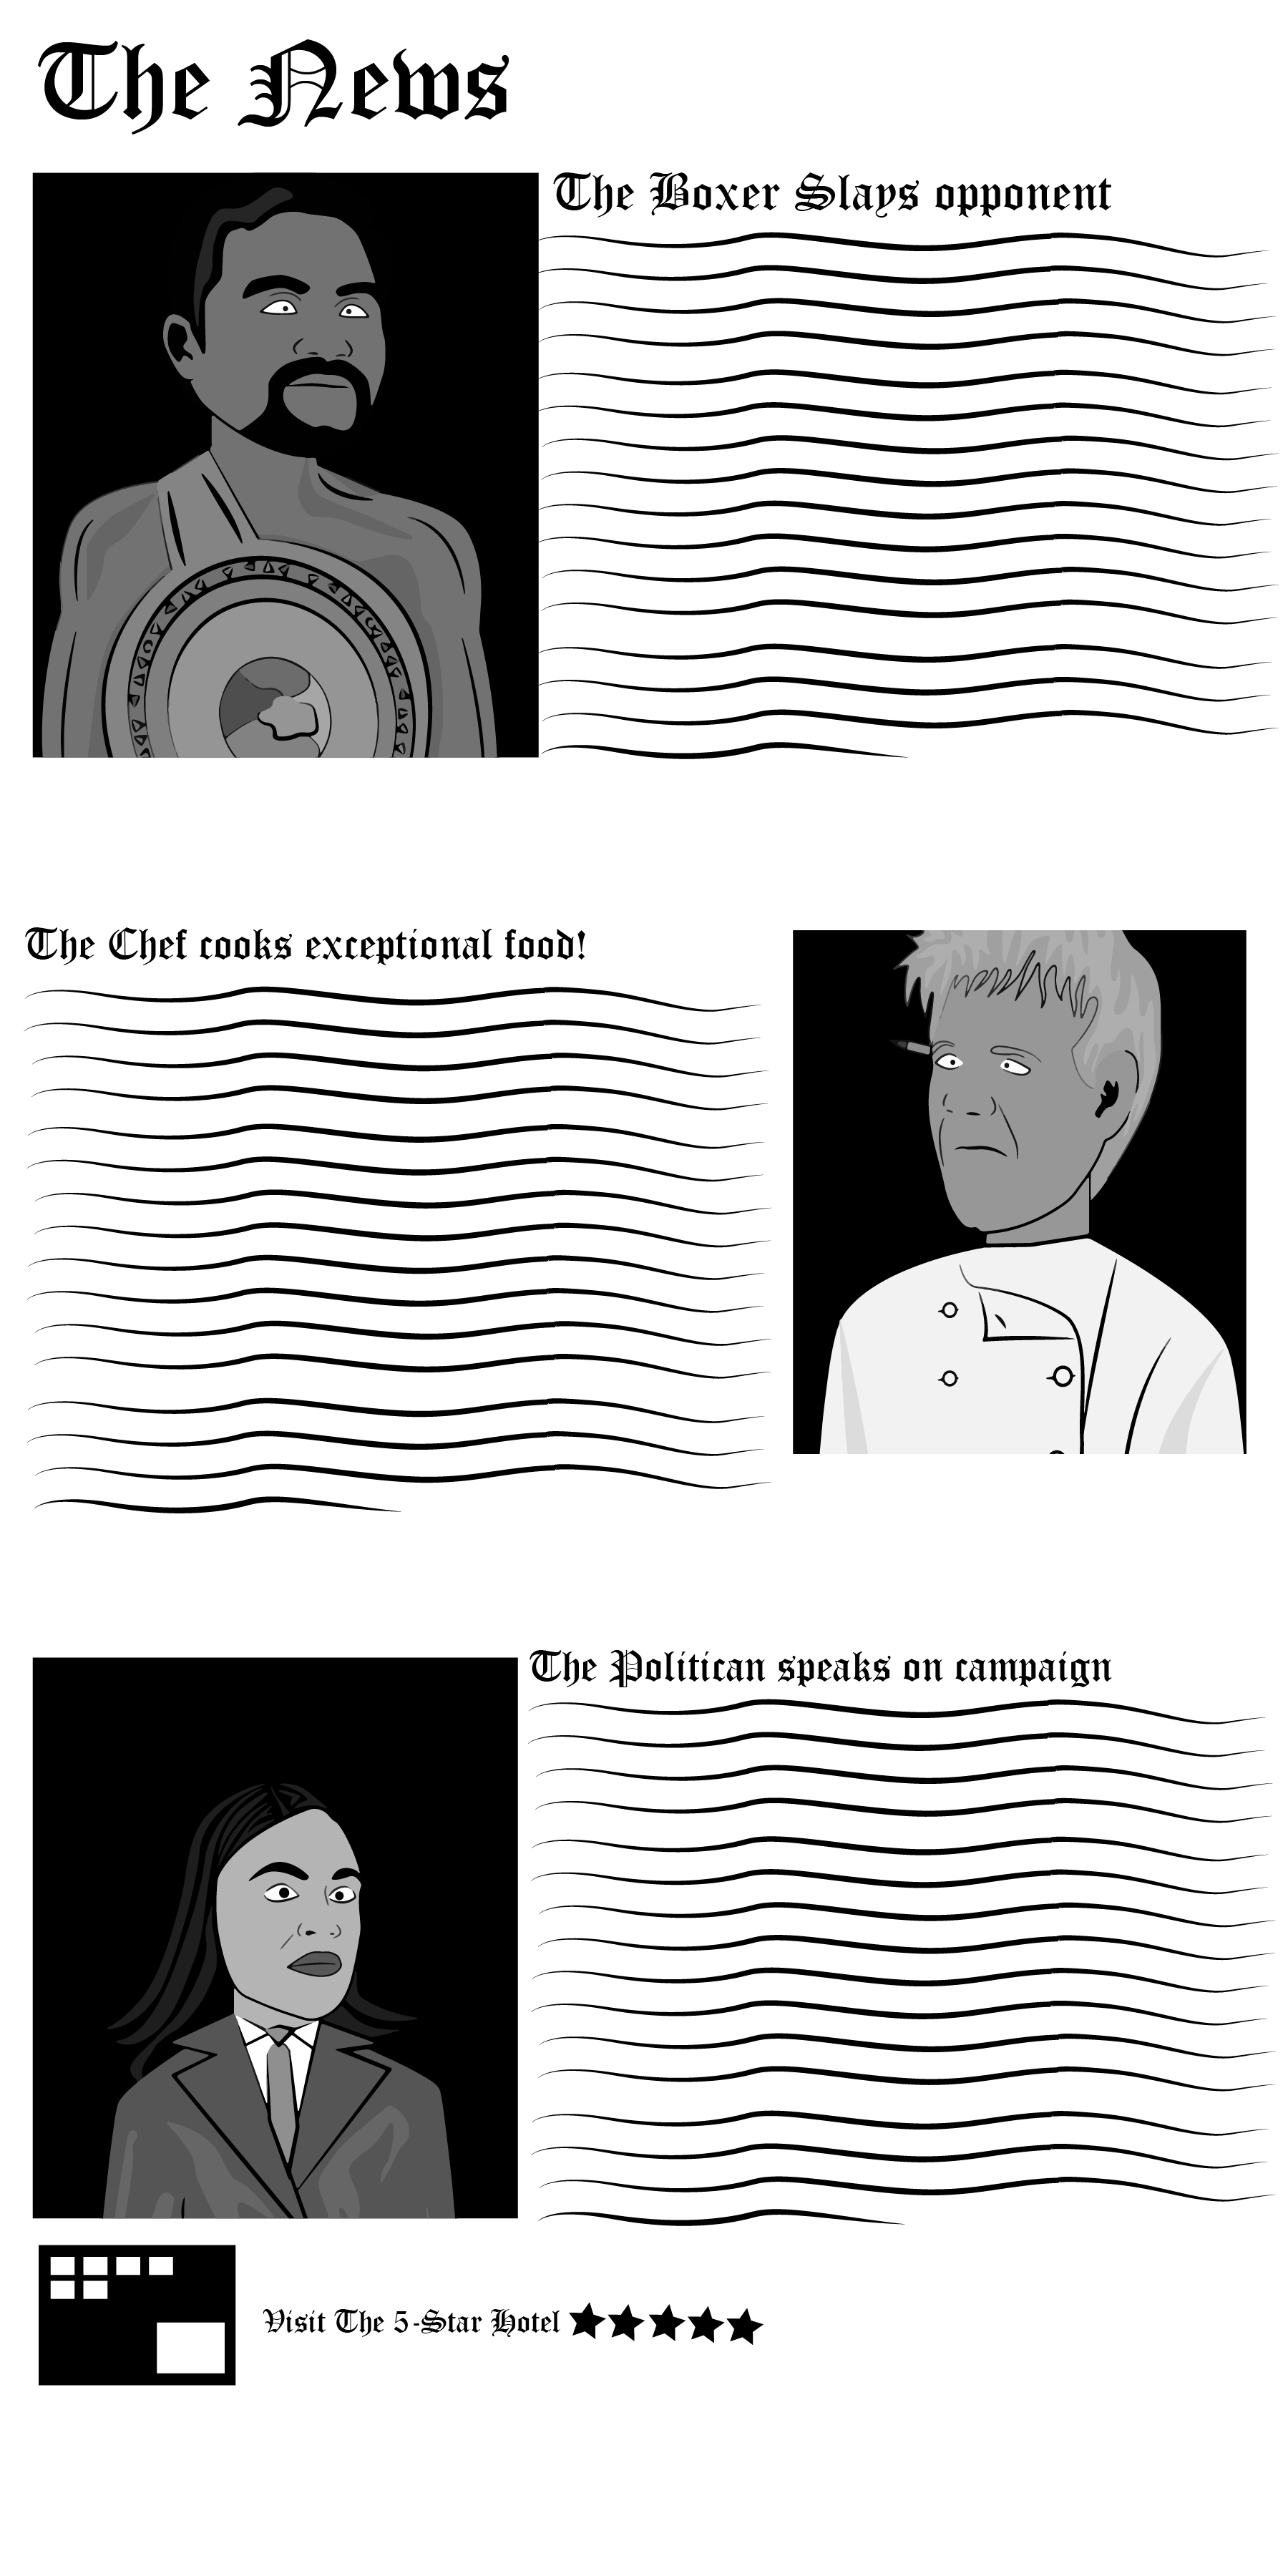 The News
The Boxer Slays opponent
The Chef cooks exceptional food!
The Politican speaks on campaign
Visit The 5-Star Hotel